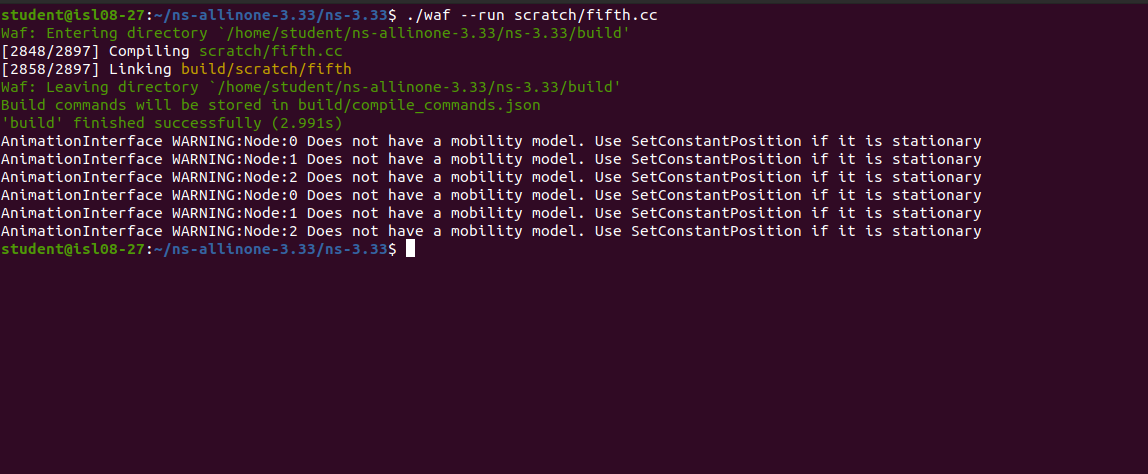 student@isl08-27:~/ns-allinone-3.33/ns-3.33$ ./waf --run scratch/fifth.cc
Waf: Entering directory `/home/student/ns-allinone-3.33/ns-3.33/build'
[2848/2897] Compiling scratch/fifth.cc
[2858/2897] Linking build/scratch/fifth
Waf: Leaving directory `/home/student/ns-allinone-3.33/ns-3.33/build'
Build commands will be stored in build/compile_commands.json
'build' finished successfully (2.991s)
AnimationInterface WARNING:Node:0 Does not have a mobility model. Use SetConstantPosition if it is stationary
AnimationInterface WARNING:Node:1 Does not have a mobility model. Use SetConstantPosition if it is stationary
AnimationInterface WARNING:Node:2 Does not have a mobility model. Use SetConstantPosition if it is stationary
AnimationInterface WARNING:Node:0 Does not have a mobility model. Use SetConstantPosition if it is stationary
AnimationInterface WARNING:Node:1 Does not have a mobility model. Use SetConstantPosition if it is stationary
AnimationInterface WARNING:Node:2 Does not have a mobility model. Use SetConstantPosition if it is stationary
student@isl08-27:~/ns-allinone-3.33/ns-3.33$